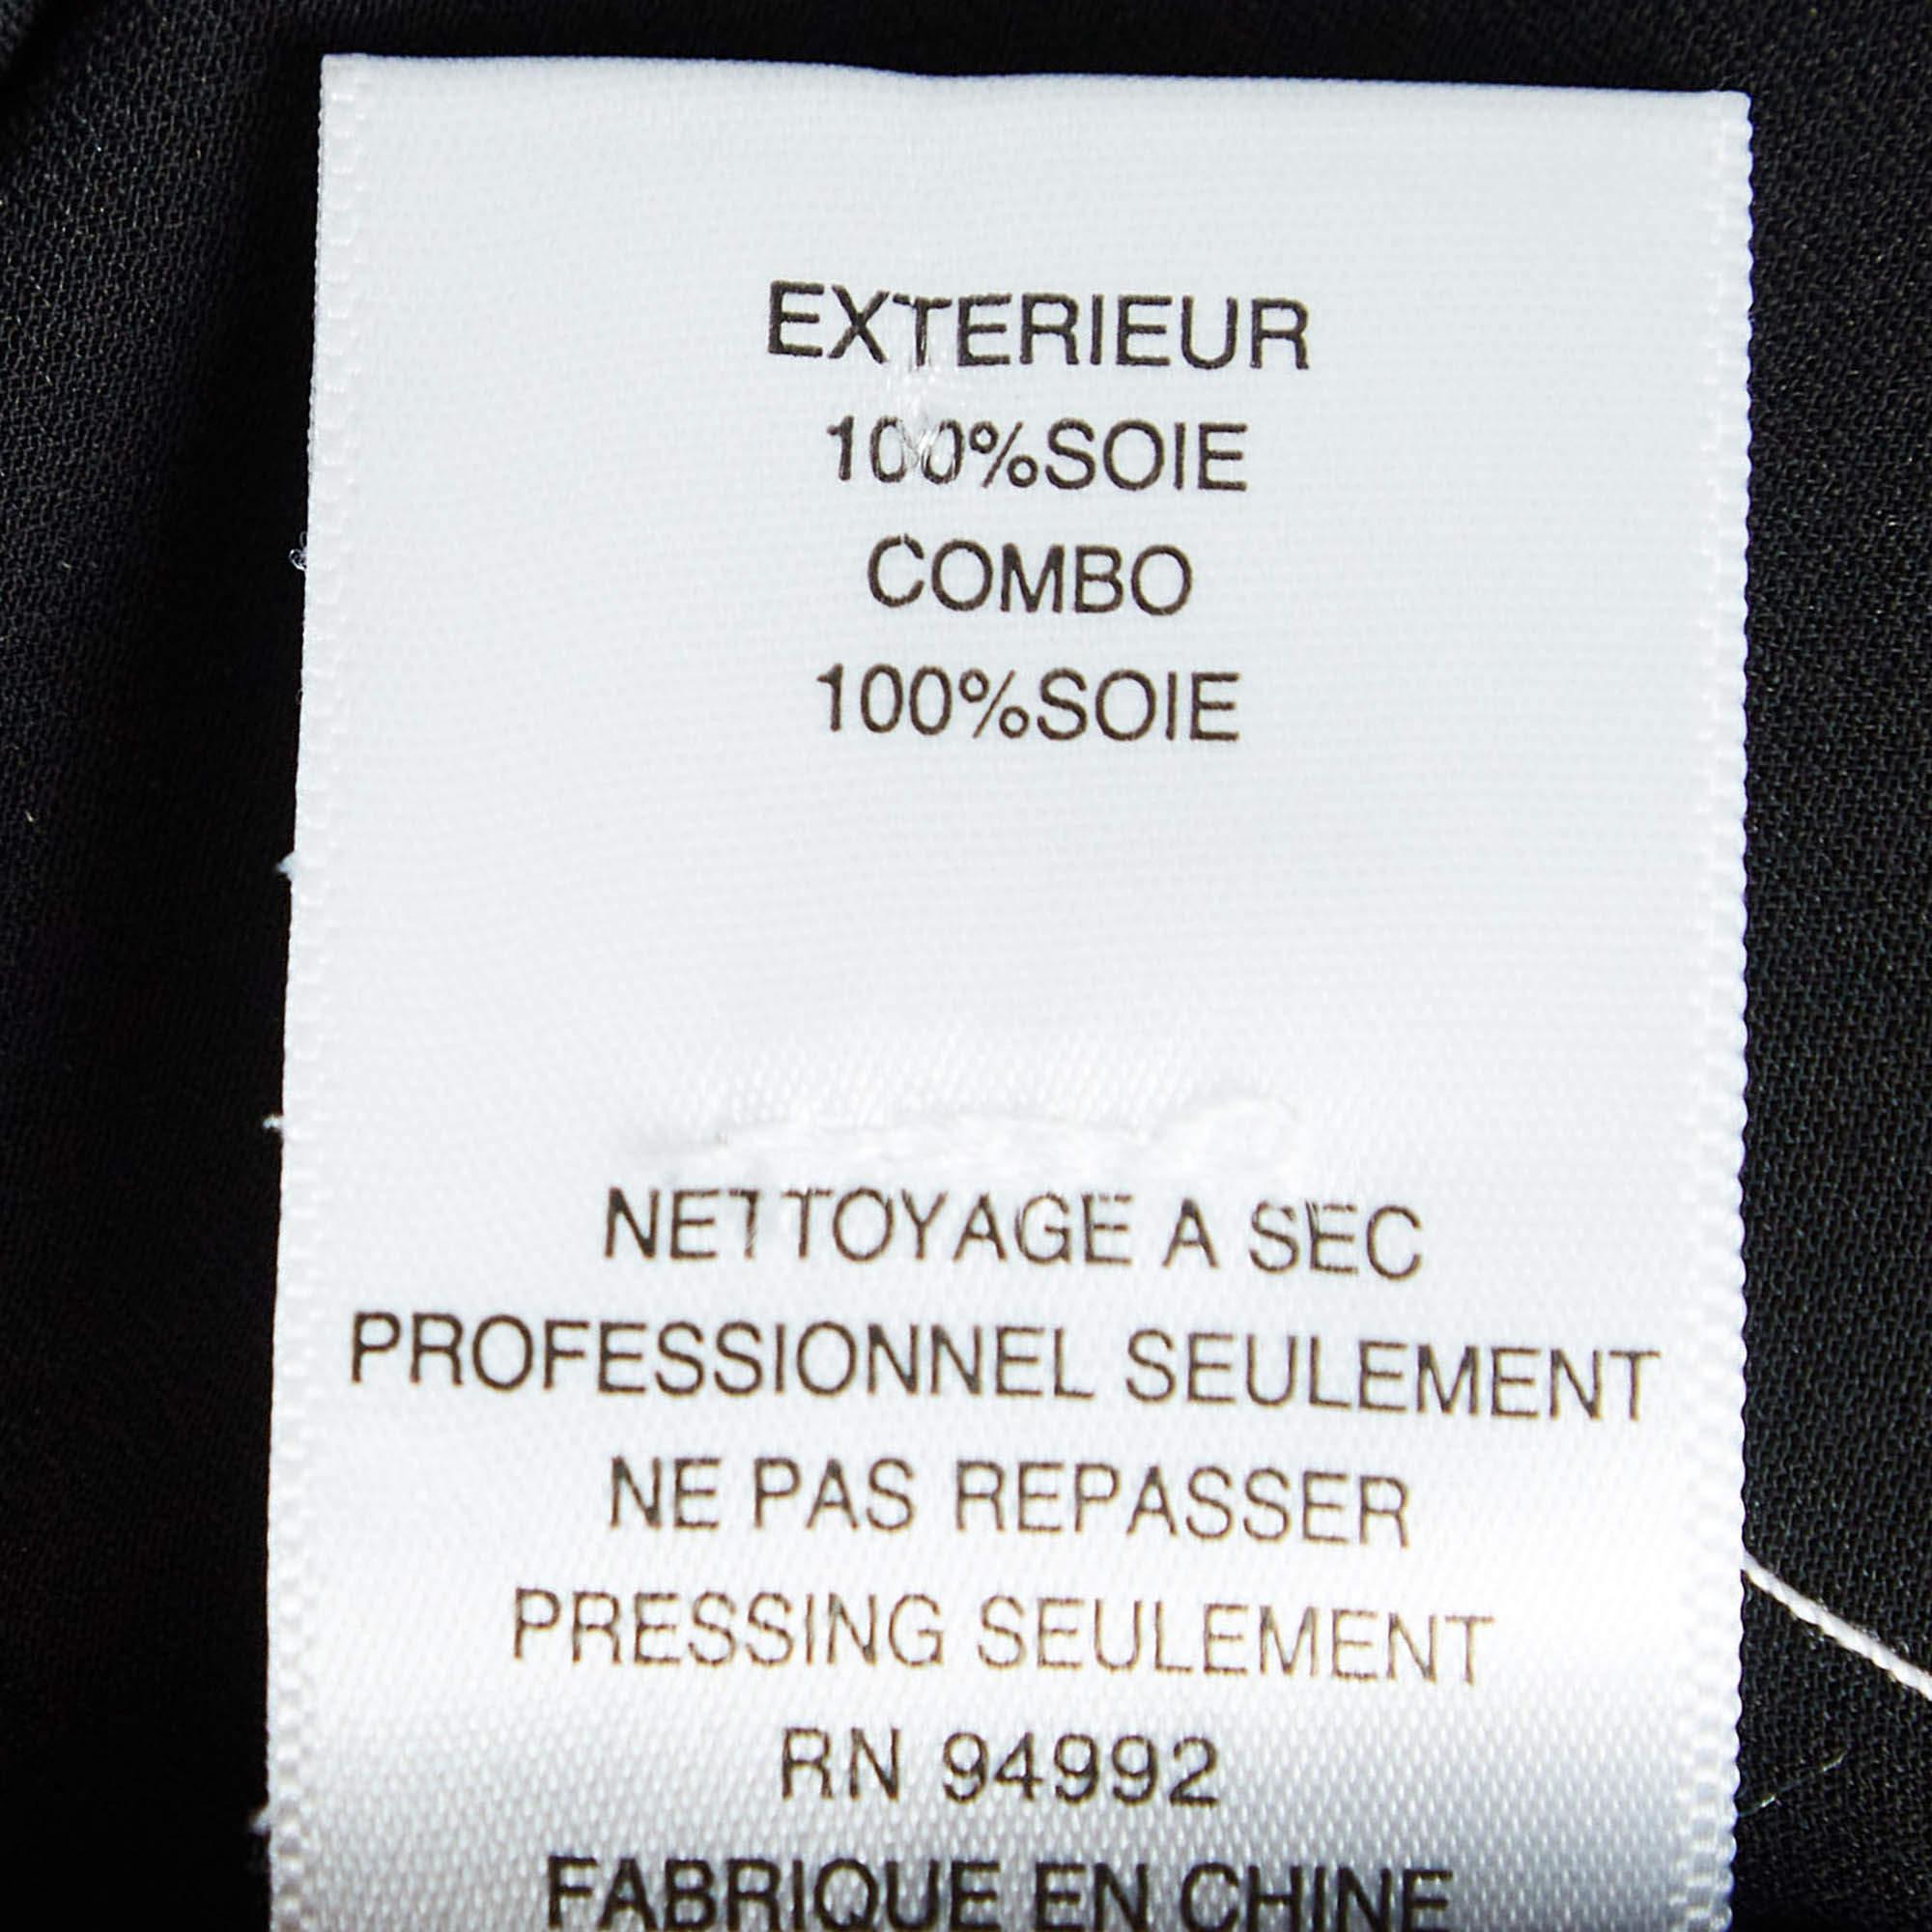 EXTERIEUR
100%SOIE
COMBO
100%SOIE
NETTOYAGE A SEC
PROFESSIONNEL SEULEMENT
NE PAS REPASSER
PRESSING SEULEMENT
RN 94992
FABRIQUE EN CHINE